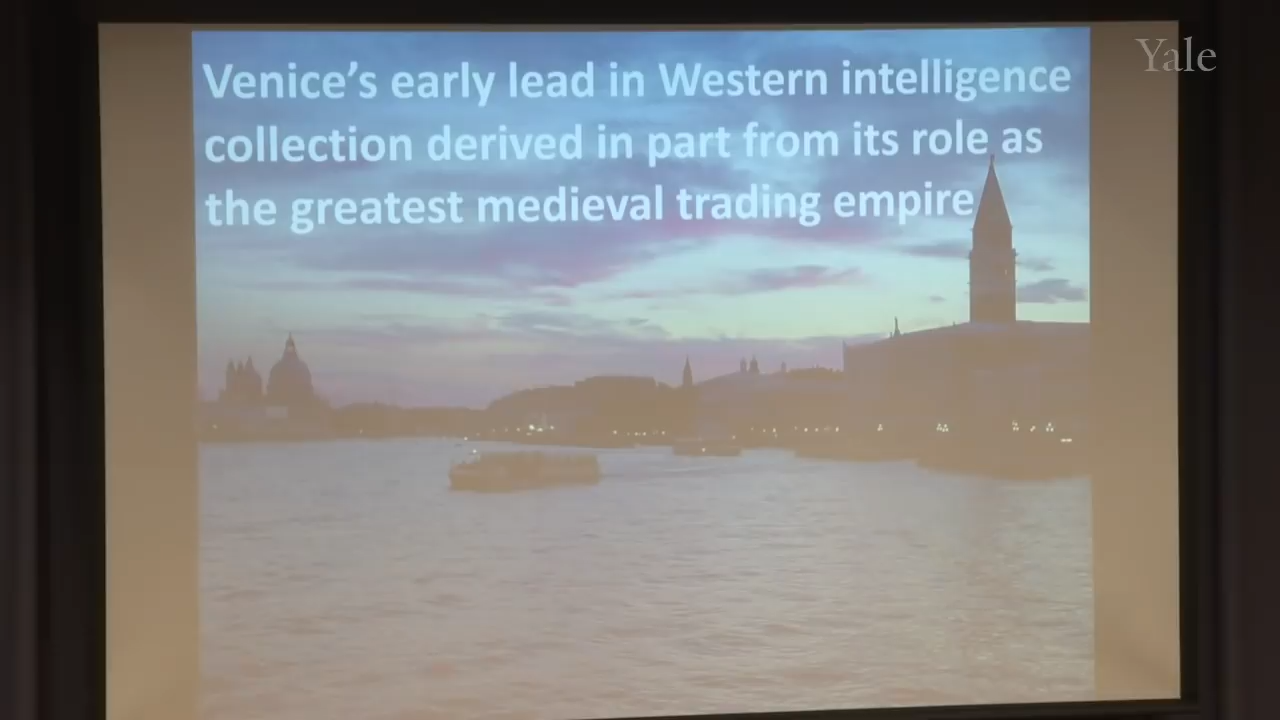 Yale
Venice's early lead in Western intelligence
collection derived in part from its role as
the greatest medieval trading empire